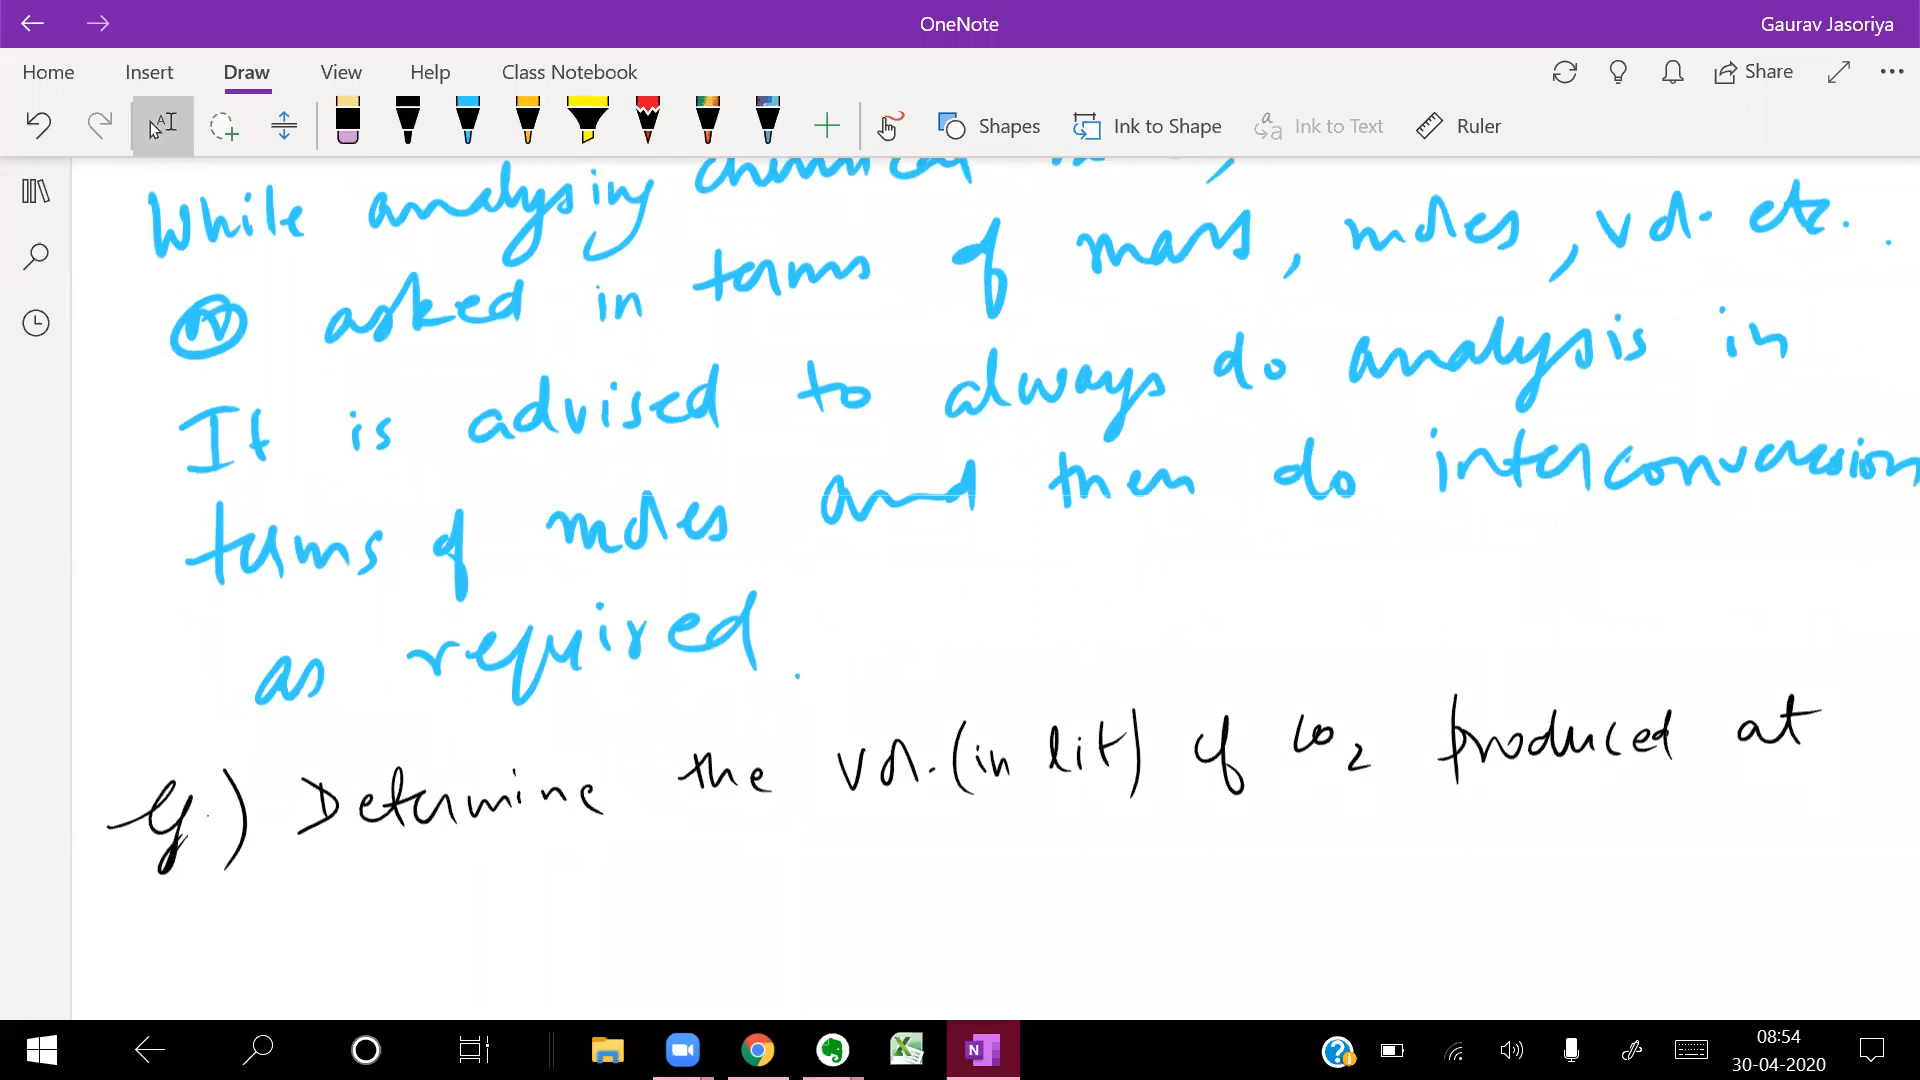 OneNote
Gaurav Jasoriya
Home Insert Draw View Help Class Notebook Share
Shapes Ink to Shape Ink to Text Ruler
While analysing chemical
asked in terms of mass, moles, vol. etc.
It is advised to always do analysis in
terms of moles and then do interconversion
as required.
eg.) Determine the vol. (in lit) of CO2 produced at
08:54
30-04-2020